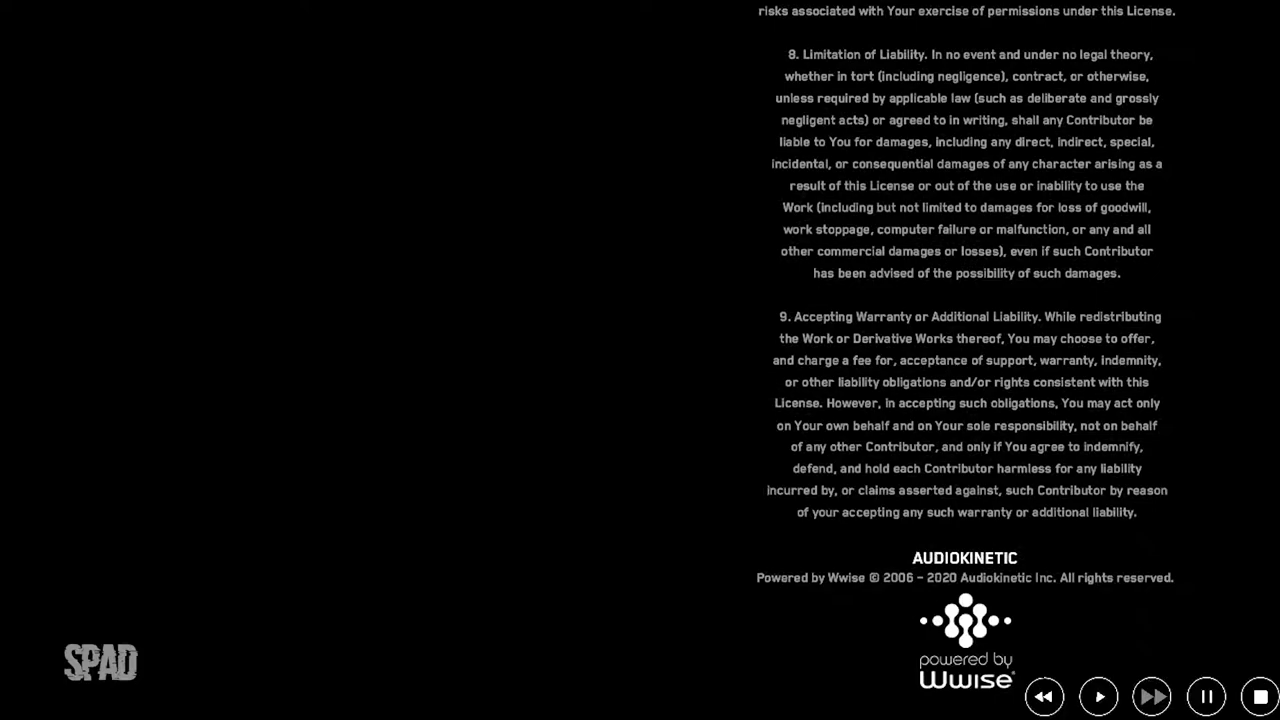 risks associated with Your exercise of permissions under this License.
8. Limitation of Liability. In no event and under no legal theory,
whether in tort (including negligence), contract, or otherwise,
unless required by applicable law (such as deliberate and grossly
negligent acts) or agreed to in writing, shall any Contributor be
liable to You for damages, including any direct, indirect, special,
incidental, or consequential damages of any character arising as a
result of this License or out of the use or inability to use the
Work (including but not limited to damages for loss of goodwill,
work stoppage, computer failure or malfunction, or any and all
other commercial damages or losses), even if such Contributor
has been advised of the possibility of such damages.
9. Accepting Warranty or Additional Liability. While redistributing
the Work or Derivative Works thereof, You may choose to offer,
and charge a fee for, acceptance of support, warranty, indemnity,
or other liability obligations and/or rights consistent with this
License. However, in accepting such obligations, You may act only
on Your own behalf and on Your sole responsibility, not on behalf
of any other Contributor, and only if You agree to indemnify,
defend, and hold each Contributor harmless for any liability
incurred by, or claims asserted against, such Contributor by reason
of your accepting any such warranty or additional liability.
AUDIOKINETIC
Powered by Wwise © 2006 – 2020 Audiokinetic Inc. All rights reserved.
powered by
Wwise
SPAD